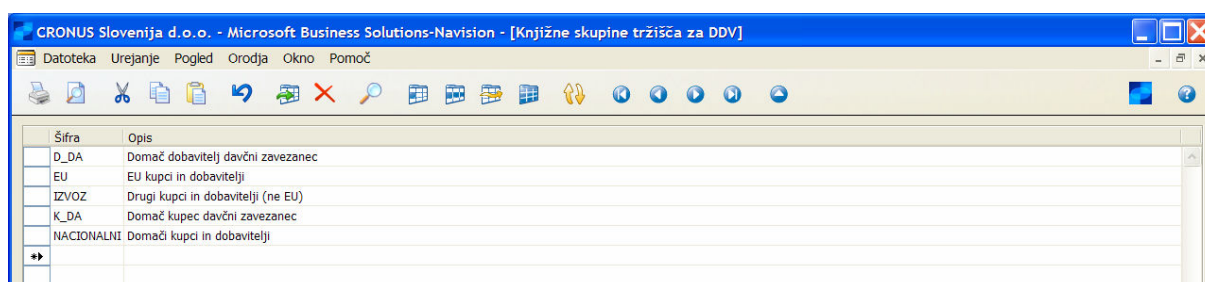 CRONUS Slovenija d.o.o. - Microsoft Business Solutions-Navision - [Knjižne skupine tržišča za DDV]
Datoteka Urejanje Pogled Orodja Okno Pomoč
Šifra Opis
D_DA Domač dobavitelj davčni zavezanec
EU EU kupci in dobavitelji
IZVOZ Drugi kupci in dobavitelji (ne EU)
K_DA Domač kupec davčni zavezanec
NACIONALNI Domači kupci in dobavitelji